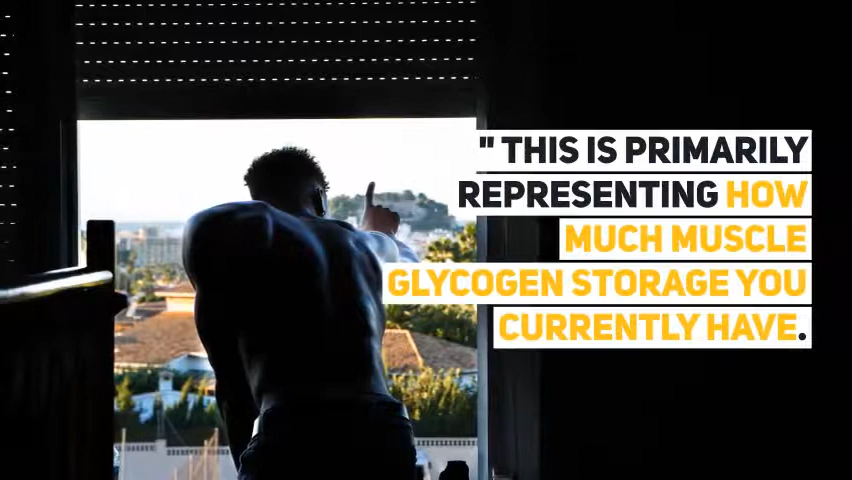 " THIS IS PRIMARILY
REPRESENTING HOW
MUCH MUSCLE
GLYCOGEN STORAGE YOU
CURRENTLY HAVE.